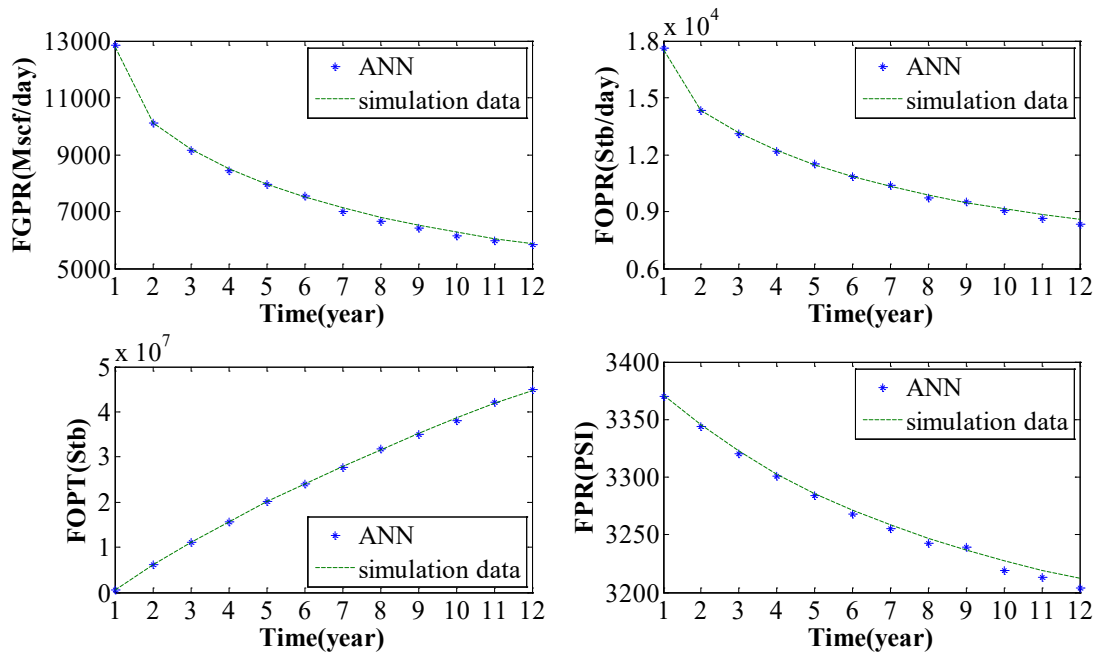 13000
11000
9000
7000
5000
FGPR(Mscf/day)
ANN
simulation data
1 2 3 4 5 6 7 8 9 10 11 12
Time(year)
x 10^4
1.8
1.5
1.2
0.9
0.6
FOPR(Stb/day)
ANN
simulation data
1 2 3 4 5 6 7 8 9 10 11 12
Time(year)
x 10^7
5
4
3
2
1
0
FOPT(Stb)
ANN
simulation data
1 2 3 4 5 6 7 8 9 10 11 12
Time(year)
3400
3350
3300
3250
3200
FPR(PSI)
ANN
simulation data
1 2 3 4 5 6 7 8 9 10 11 12
Time(year)